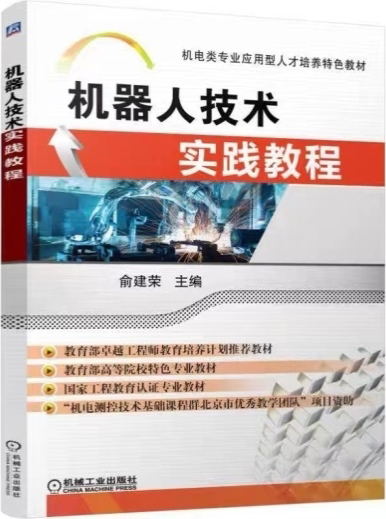 机器人技术实践教程
机电类专业应用型人才培养特色教材
机器人技术
实践教程
俞建荣 主编
教育部卓越工程师教育培养计划推荐教材
教育部高等院校特色专业教材
国家工程教育认证专业教材
“机电测控技术基础课程群北京市优秀教学团队”项目资助
机械工业出版社
CHINA MACHINE PRESS